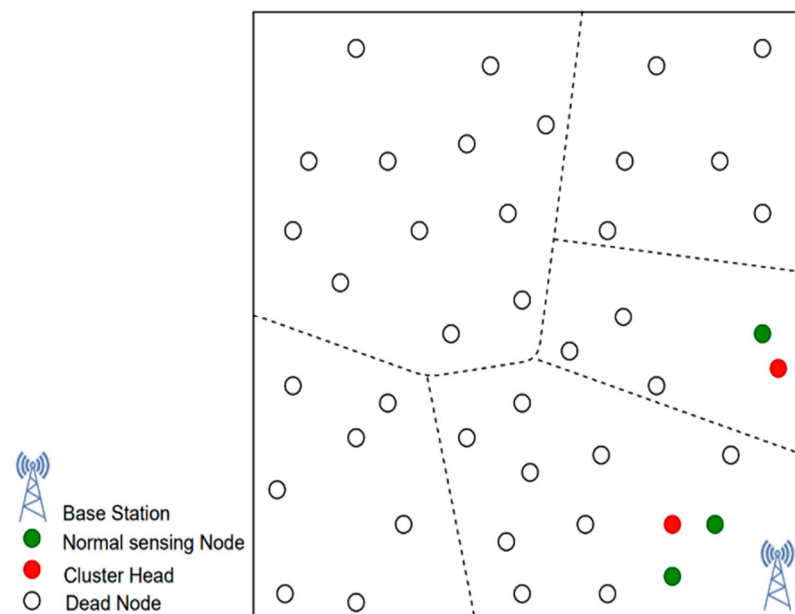 Base Station
Normal sensing Node
Cluster Head
Dead Node